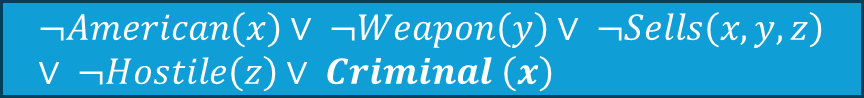 ¬American(x) ∨ ¬Weapon(y) ∨ ¬Sells(x, y, z)
∨ ¬Hostile(z) ∨ Criminal (x)